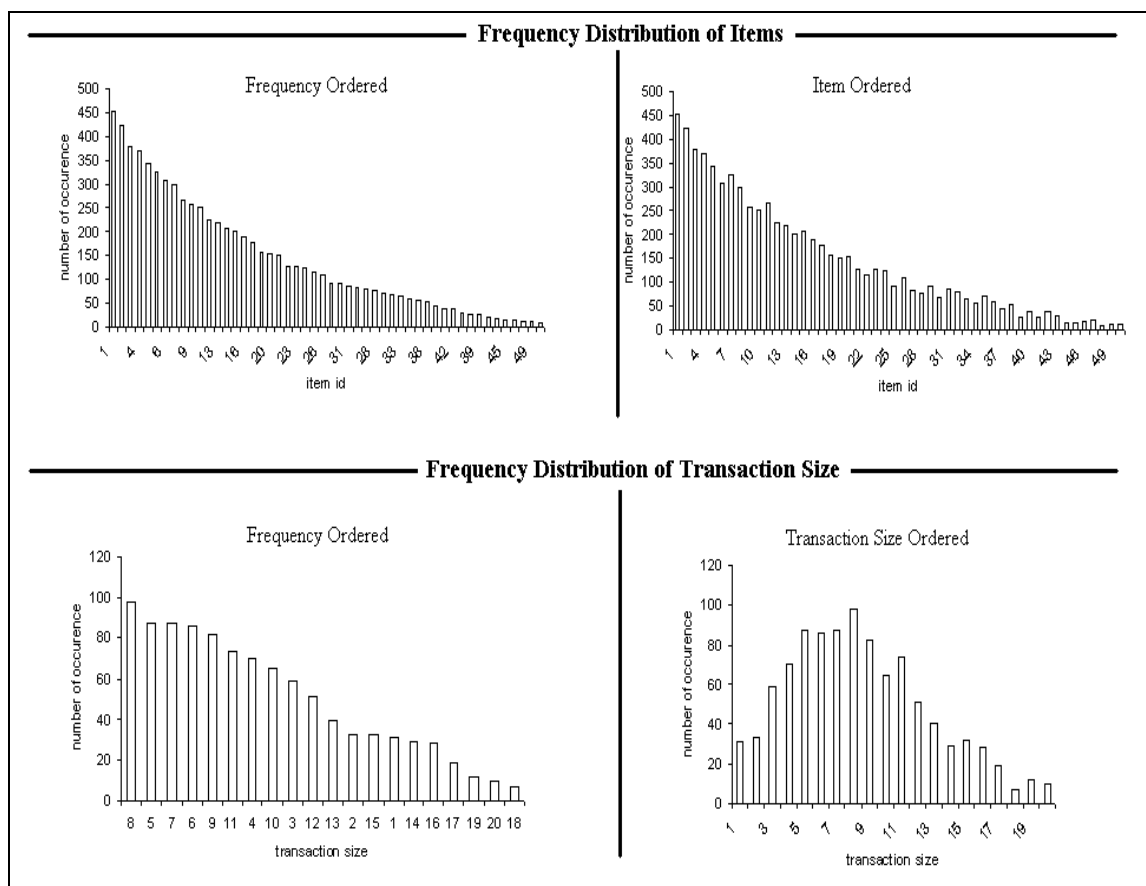 Frequency Distribution of Items
Frequency Ordered
number of occurence
500
450
400
350
300
250
200
150
100
50
0
1 4 6 9 13 16 20 23 26 31 28 33 36 42 39 45 49
item id
Item Ordered
number of occurence
500
450
400
350
300
250
200
150
100
50
0
1 4 7 10 13 16 19 22 25 28 31 34 37 40 43 46 49
item id
Frequency Distribution of Transaction Size
Frequency Ordered
number of occurence
120
100
80
60
40
20
0
8 5 7 6 9 11 4 10 3 12 13 2 15 1 14 16 17 19 20 18
transaction size
Transaction Size Ordered
number of occurence
120
100
80
60
40
20
0
1 3 5 7 9 11 13 15 17 19
transaction size